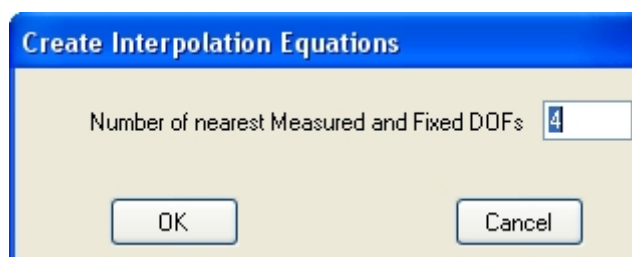 Create Interpolation Equations
Number of nearest Measured and Fixed DOFs 4
OK Cancel